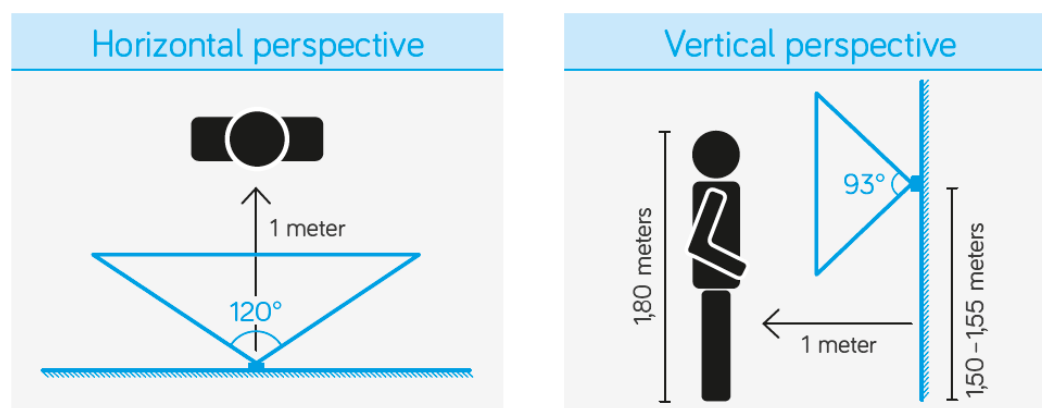 Horizontal perspective
1 meter
120°
Vertical perspective
93°
1,80 meters
1 meter
1,50 – 1,55 meters